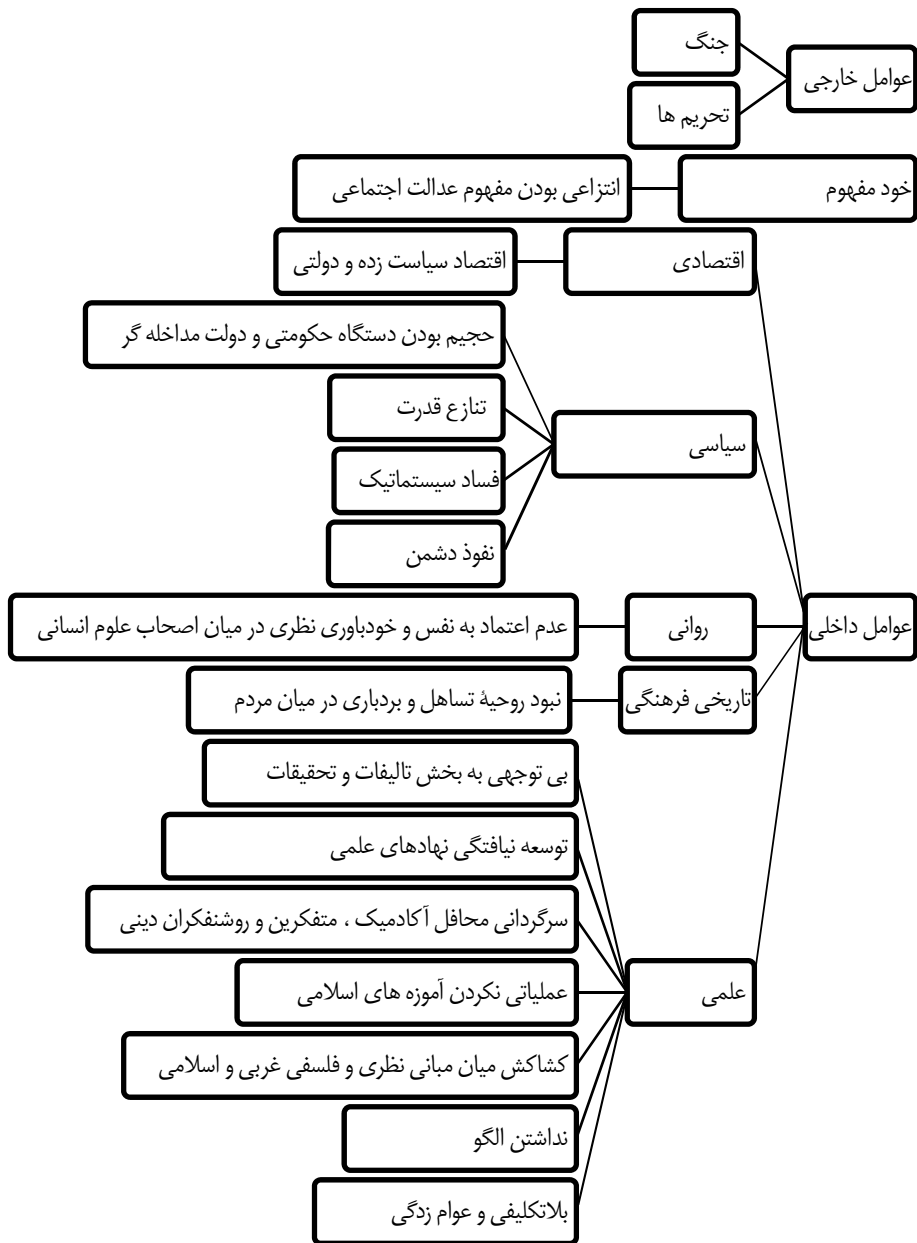 عوامل خارجی
جنگ
تحریم ها
خود مفهوم
انتزاعی بودن مفهوم عدالت اجتماعی
عوامل داخلی
اقتصادی
اقتصاد سیاست زده و دولتی
سیاسی
حجیم بودن دستگاه حکومتی و دولت مداخله گر
تنازع قدرت
فساد سیستماتیک
نفوذ دشمن
روانی
عدم اعتماد به نفس و خودباوری نظری در میان اصحاب علوم انسانی
تاریخی فرهنگی
نبود روحیۀ تساهل و بردباری در میان مردم
علمی
بی توجهی به بخش تالیفات و تحقیقات
توسعه نیافتگی نهادهای علمی
سرگردانی محافل آکادمیک ، متفکرین و روشنفکران دینی
عملیاتی نکردن آموزه های اسلامی
کشاکش میان مبانی نظری و فلسفی غربی و اسلامی
نداشتن الگو
بلاتکلیفی و عوام زدگی